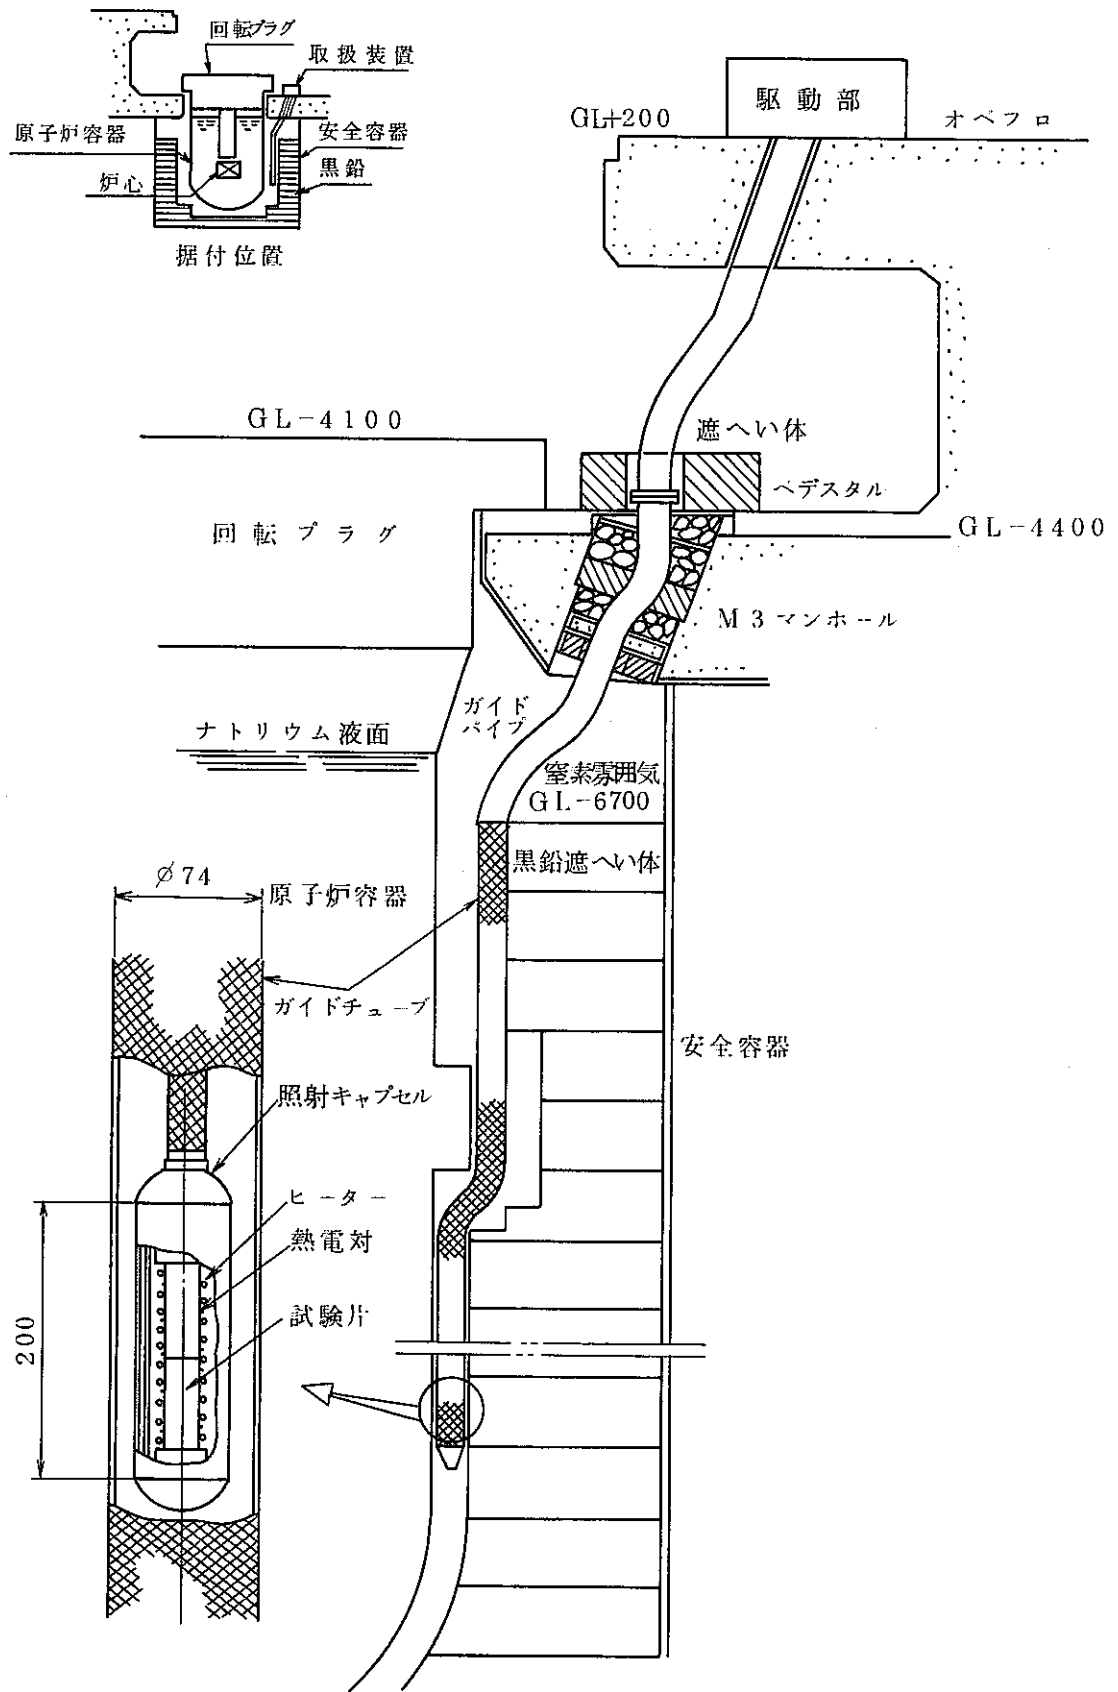 回転プラグ
取扱装置
原子炉容器
安全容器
炉心
黒鉛
据付位置
駆動部
GL+200
オペフロ
GL-4100
遮へい体
ペデスタル
回転プラグ
GL-4400
M3マンホール
ガイド
パイプ
ナトリウム液面
窒素雰囲気
GL-6700
黒鉛遮へい体
∅74
原子炉容器
ガイドチューブ
安全容器
照射キャプセル
ヒーター
熱電対
試験片
200